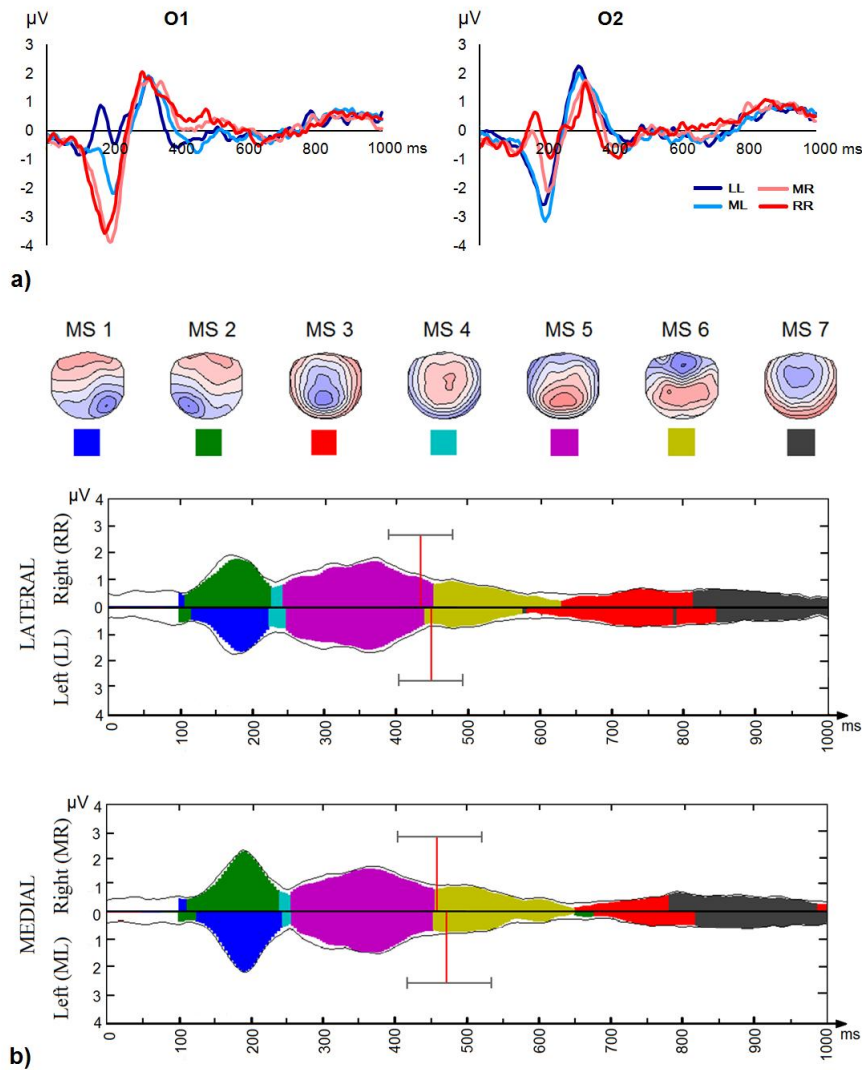 µV O1 µV O2
3 3
2 2
1 1
0 0
200 400 600 800 1000 ms 200 400 600 800 1000 ms
-1 -1
-2 -2
LL MR
ML RR
-3 -3
-4 -4
a)
MS 1 MS 2 MS 3 MS 4 MS 5 MS 6 MS 7
µV
4
3
2
1
0
1
2
3
4
LATERAL
Right (RR)
Left (LL)
0 100 200 300 400 500 600 700 800 900 1000
ms
µV
4
3
2
1
0
1
2
3
4
MEDIAL
Right (MR)
Left (ML)
0 100 200 300 400 500 600 700 800 900 1000
ms
b)